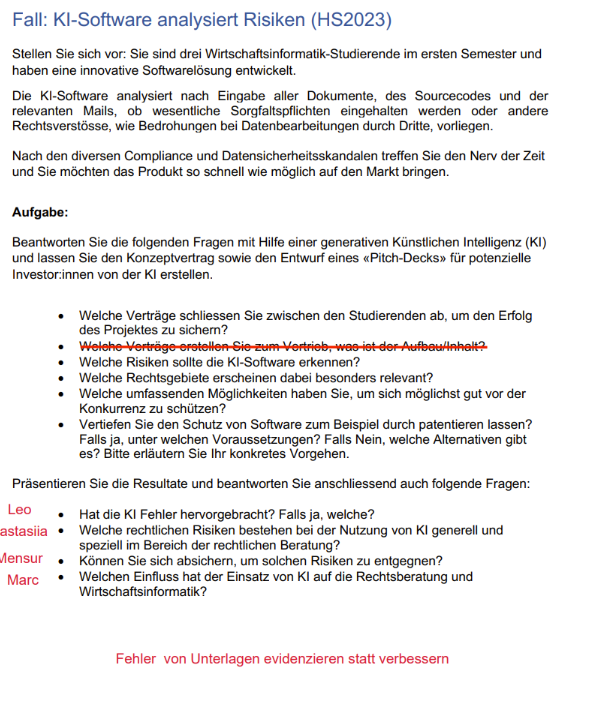 Fall: KI-Software analysiert Risiken (HS2023)
Stellen Sie sich vor: Sie sind drei Wirtschaftsinformatik-Studierende im ersten Semester und
haben eine innovative Softwarelösung entwickelt.
Die KI-Software analysiert nach Eingabe aller Dokumente, des Sourcecodes und der
relevanten Mails, ob wesentliche Sorgfaltspflichten eingehalten werden oder andere
Rechtsverstösse, wie Bedrohungen bei Datenbearbeitungen durch Dritte, vorliegen.
Nach den diversen Compliance und Datensicherheitsskandalen treffen Sie den Nerv der Zeit
und Sie möchten das Produkt so schnell wie möglich auf den Markt bringen.
Aufgabe:
Beantworten Sie die folgenden Fragen mit Hilfe einer generativen Künstlichen Intelligenz (KI)
und lassen Sie den Konzeptvertrag sowie den Entwurf eines «Pitch-Decks» für potenzielle
Investor:innen von der KI erstellen.
• Welche Verträge schliessen Sie zwischen den Studierenden ab, um den Erfolg
des Projektes zu sichern?
• Welche Verträge erstellen Sie zum Vertrieb, was ist der Aufbau/Inhalt?
• Welche Risiken sollte die KI-Software erkennen?
• Welche Rechtsgebiete erscheinen dabei besonders relevant?
• Welche umfassenden Möglichkeiten haben Sie, um sich möglichst gut vor der
Konkurrenz zu schützen?
• Vertiefen Sie den Schutz von Software zum Beispiel durch patentieren lassen?
Falls ja, unter welchen Voraussetzungen? Falls Nein, welche Alternativen gibt
es? Bitte erläutern Sie Ihr konkretes Vorgehen.
Präsentieren Sie die Resultate und beantworten Sie anschliessend auch folgende Fragen:
Leo • Hat die KI Fehler hervorgebracht? Falls ja, welche?
astasiia • Welche rechtlichen Risiken bestehen bei der Nutzung von KI generell und
speziell im Bereich der rechtlichen Beratung?
Mensur • Können Sie sich absichern, um solchen Risiken zu entgegnen?
Marc • Welchen Einfluss hat der Einsatz von KI auf die Rechtsberatung und
Wirtschaftsinformatik?
Fehler von Unterlagen evidenzieren statt verbessern